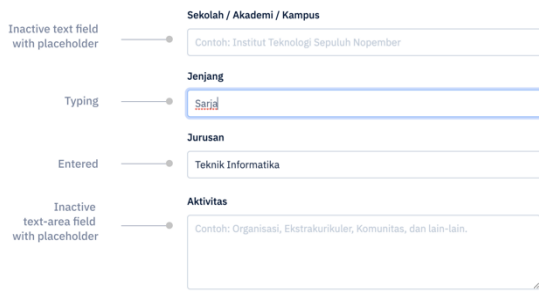 Sekolah / Akademi / Kampus
Inactive text field
with placeholder
Contoh: Institut Teknologi Sepuluh Nopember
Jenjang
Typing
Sarja
Jurusan
Entered
Teknik Informatika
Aktivitas
Inactive
text-area field
with placeholder
Contoh: Organisasi, Ekstrakurikuler, Komunitas, dan lain-lain.